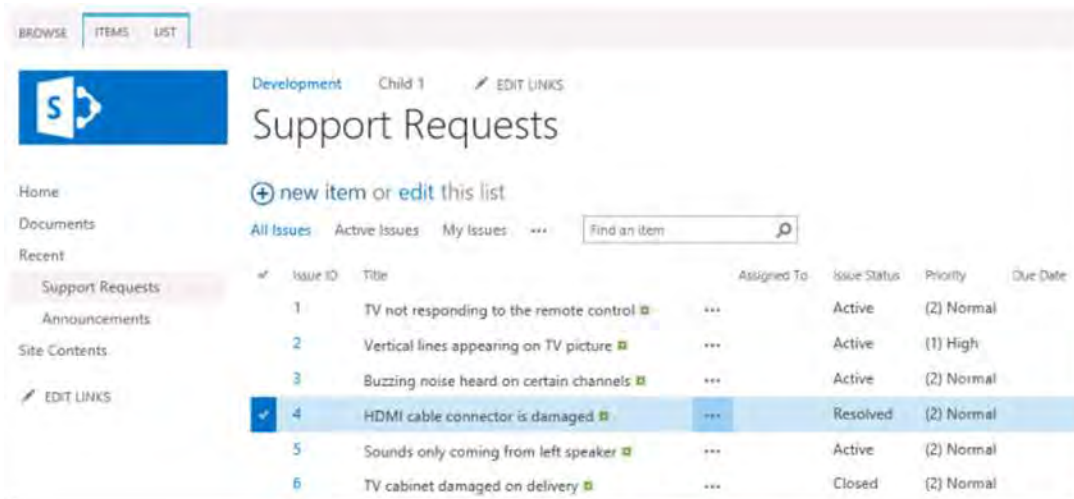 BROWSE ITEMS LIST
S
Development Child 1 EDIT LINKS
Support Requests
Home
Documents
Recent
Support Requests
Announcements
Site Contents
EDIT LINKS
new item or edit this list
All Issues Active Issues My Issues ••• Find an item
Issue ID Title Assigned To Issue Status Priority Due Date
1 TV not responding to the remote control ••• Active (2) Normal
2 Vertical lines appearing on TV picture ••• Active (1) High
3 Buzzing noise heard on certain channels ••• Active (2) Normal
4 HDMI cable connector is damaged ••• Resolved (2) Normal
5 Sounds only coming from left speaker ••• Active (2) Normal
6 TV cabinet damaged on delivery ••• Closed (2) Normal